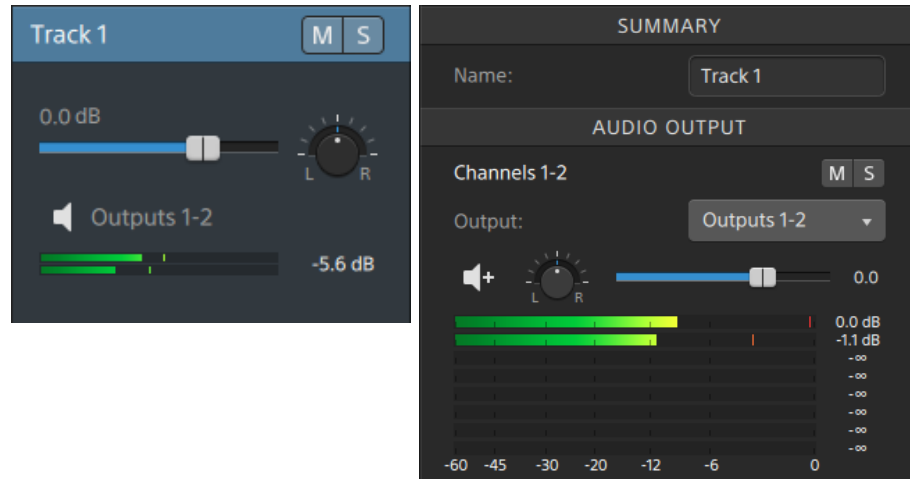 Track 1 M S
0.0 dB
L R
Outputs 1-2
-5.6 dB
SUMMARY
Name: Track 1
AUDIO OUTPUT
Channels 1-2 M S
Output: Outputs 1-2
L R 0.0
0.0 dB
-1.1 dB
-∞
-∞
-∞
-∞
-∞
-∞
-60 -45 -30 -20 -12 -6 0